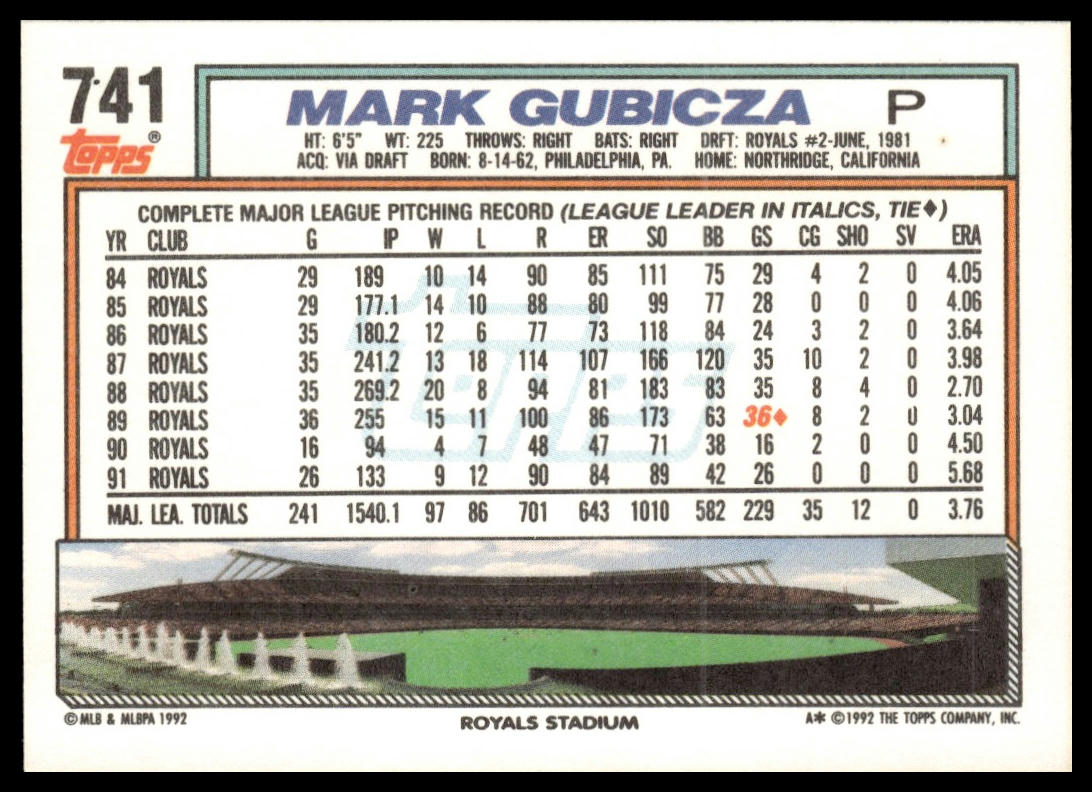 741
Topps®
MARK GUBICZA P
HT: 6'5" WT: 225 THROWS: RIGHT BATS: RIGHT DRFT: ROYALS #2-JUNE, 1981
ACQ: VIA DRAFT BORN: 8-14-62, PHILADELPHIA, PA. HOME: NORTHRIDGE, CALIFORNIA
COMPLETE MAJOR LEAGUE PITCHING RECORD (LEAGUE LEADER IN ITALICS, TIE♦)
YR CLUB G IP W L R ER SO BB GS CG SHO SV ERA
84 ROYALS 29 189 10 14 90 85 111 75 29 4 2 0 4.05
85 ROYALS 29 177.1 14 10 88 80 99 77 28 0 0 0 4.06
86 ROYALS 35 180.2 12 6 77 73 118 84 24 3 2 0 3.64
87 ROYALS 35 241.2 13 18 114 107 166 120 35 10 2 0 3.98
88 ROYALS 35 269.2 20 8 94 81 183 83 35 8 4 0 2.70
89 ROYALS 36 255 15 11 100 86 173 63 36♦ 8 2 0 3.04
90 ROYALS 16 94 4 7 48 47 71 38 16 2 0 0 4.50
91 ROYALS 26 133 9 12 90 84 89 42 26 0 0 0 5.68
MAJ. LEA. TOTALS 241 1540.1 97 86 701 643 1010 582 229 35 12 0 3.76
Topps
© MLB & MLBPA 1992
ROYALS STADIUM
A* © 1992 THE TOPPS COMPANY, INC.